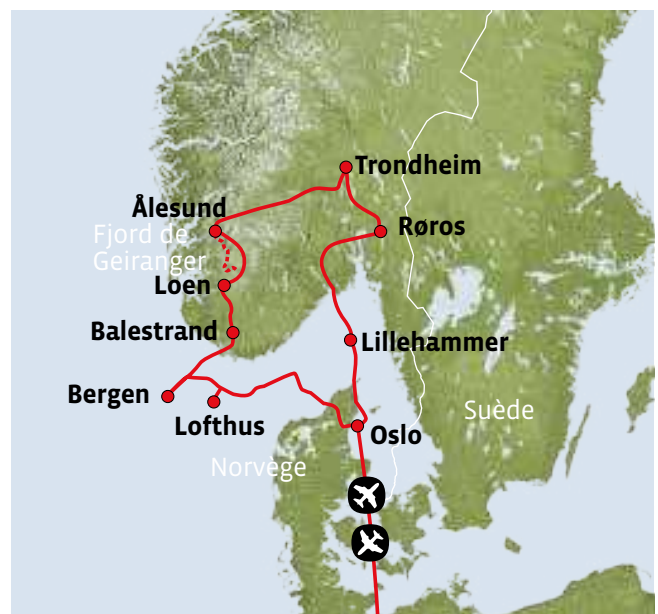 Trondheim
Ålesund
Røros
Fjord de
Geiranger
Loen
Balestrand
Lillehammer
Bergen
Lofthus
Oslo
Suède
Norvège